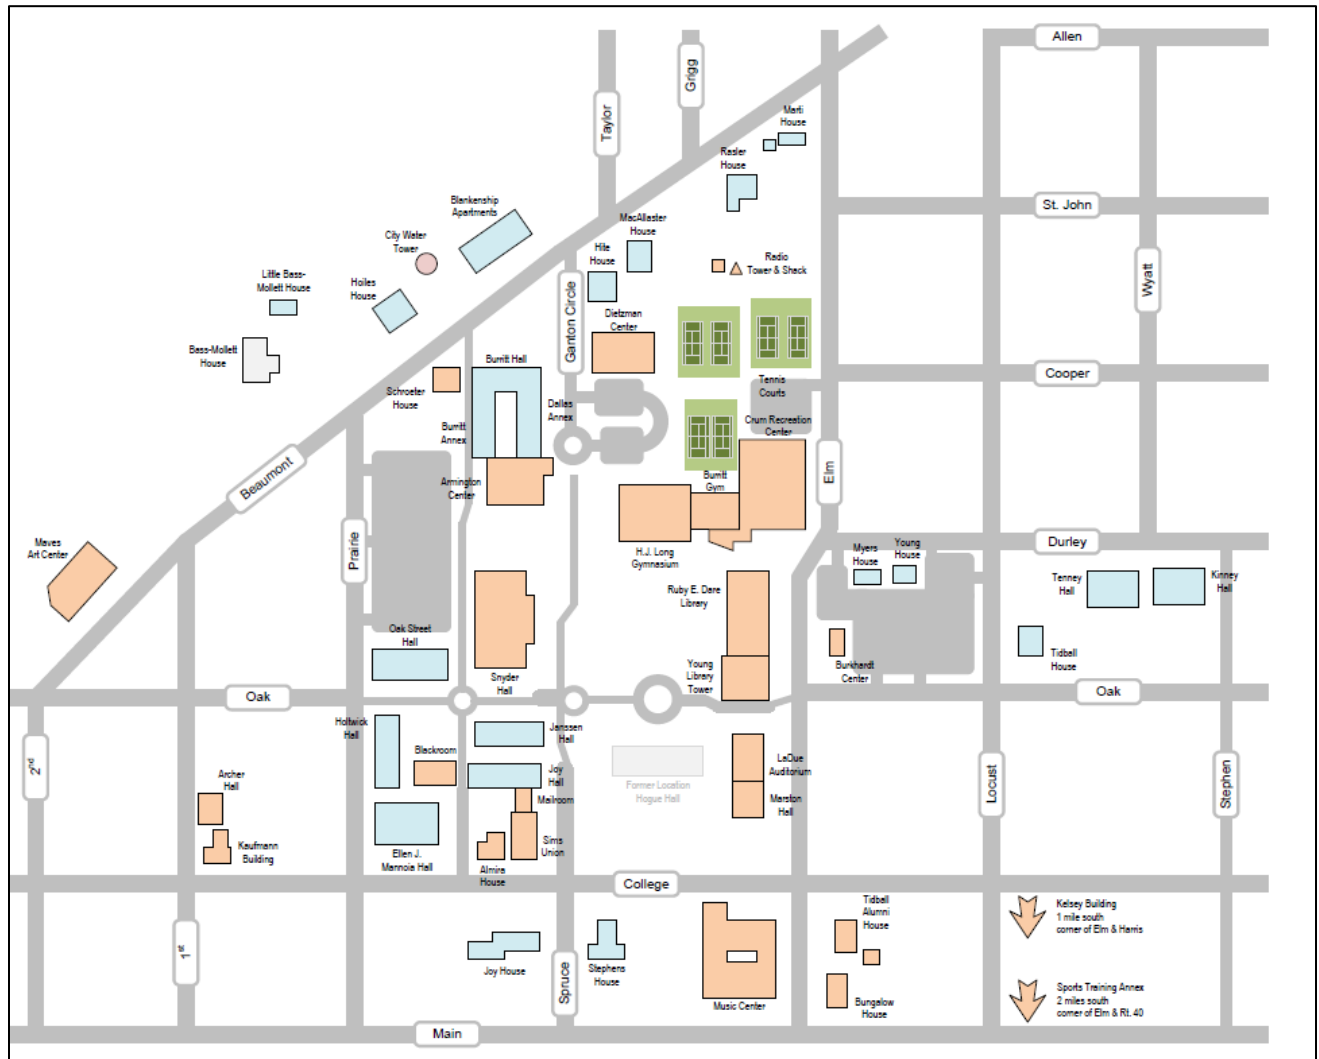 Allen
Grigg
Taylor
Marti
House
Rasler
House
Blankenship
Apartments
St. John
MacAllaster
House
City Water
Tower
Hite
House
Radio
Tower & Shack
Wyatt
Little Bass-
Mollett House
Hoiles
House
Ganton Circle
Dietzman
Center
Bass-Mollett
House
Burritt Hall
Cooper
Schroeter
House
Tennis
Courts
Dallas
Annex
Burritt
Annex
Crum Recreation
Center
Beaumont
Elm
Armington
Center
Burritt
Gym
Maves
Art Center
Prairie
H.J. Long
Gymnasium
Durley
Myers
House
Young
House
Tenney
Hall
Kinney
Hall
Ruby E. Dare
Library
Oak Street
Hall
Snyder
Hall
Young
Library
Tower
Burkhardt
Center
Tidball
House
Oak
Oak
Holtwick
Hall
Janssen
Hall
Blackroom
2nd
Archer
Hall
Joy
Hall
Mailroom
Former Location
Hogue Hall
LaDue
Auditorium
Marston
Hall
Locust
Stephen
Kaufmann
Building
Ellen J.
Mannoia Hall
Almira
House
Sims
Union
College
Tidball
Alumni
House
Kelsey Building
1 mile south
corner of Elm & Harris
1st
Joy House
Spruce
Stephens
House
Music Center
Bungalow
House
Sports Training Annex
2 miles south
corner of Elm & Rt. 40
Main